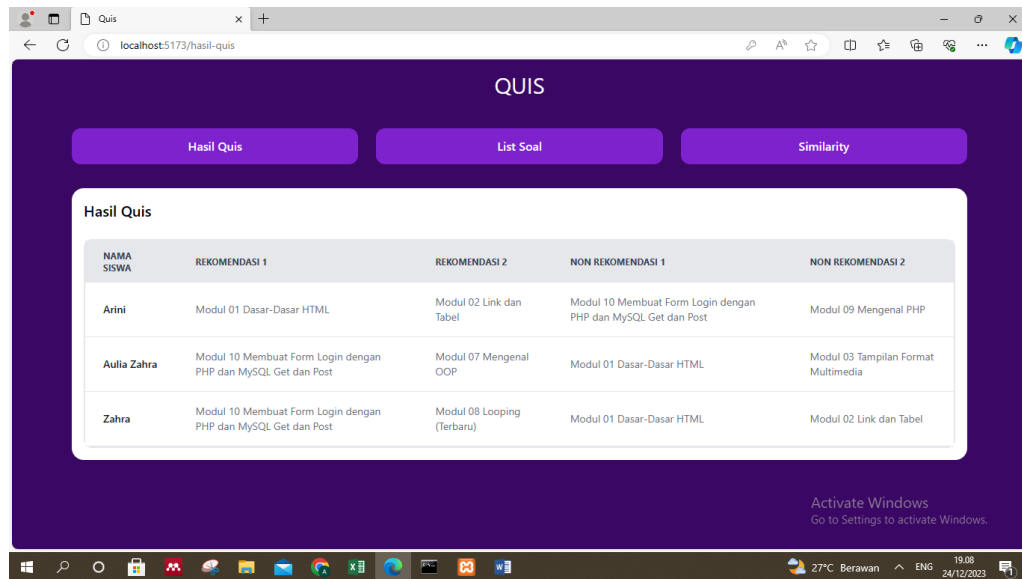 Quis
localhost:5173/hasil-quis
QUIS
Hasil Quis
List Soal
Similarity
Hasil Quis
NAMA SISWA
REKOMENDASI 1
REKOMENDASI 2
NON REKOMENDASI 1
NON REKOMENDASI 2
Arini
Modul 01 Dasar-Dasar HTML
Modul 02 Link dan
Tabel
Modul 10 Membuat Form Login dengan
PHP dan MySQL Get dan Post
Modul 09 Mengenal PHP
Aulia Zahra
Modul 10 Membuat Form Login dengan
PHP dan MySQL Get dan Post
Modul 07 Mengenal
OOP
Modul 01 Dasar-Dasar HTML
Modul 03 Tampilan Format
Multimedia
Zahra
Modul 10 Membuat Form Login dengan
PHP dan MySQL Get dan Post
Modul 08 Looping
(Terbaru)
Modul 01 Dasar-Dasar HTML
Modul 02 Link dan Tabel
Activate Windows
Go to Settings to activate Windows.
27°C Berawan
ENG
19.08
24/12/2023